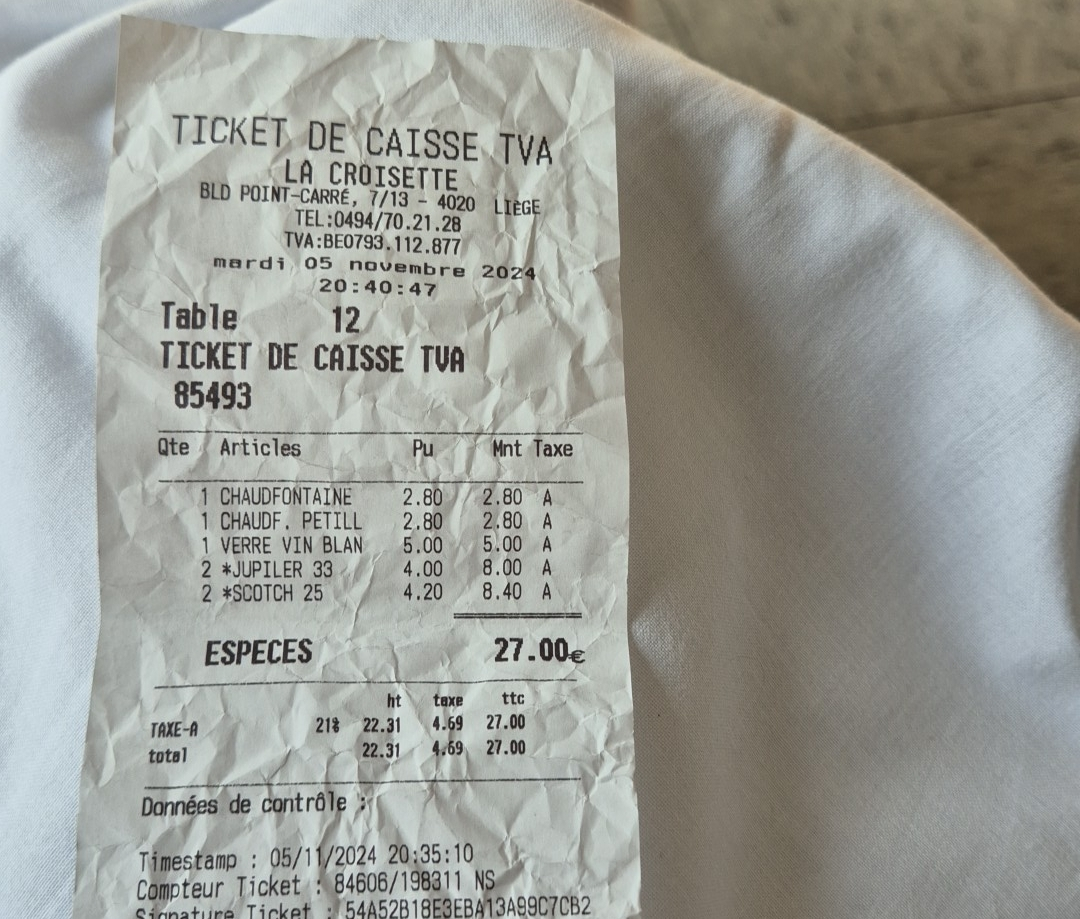 TICKET DE CAISSE TVA
LA CROISETTE
BLD POINT-CARRÉ, 7/13 - 4020 LIÈGE
TEL:0494/70.21.28
TVA:BE0793.112.877
mardi 05 novembre 2024
20:40:47
Table 12
TICKET DE CAISSE TVA
85493
Qte Articles Pu Mnt Taxe
1 CHAUDFONTAINE 2.80 2.80 A
1 CHAUDF. PETILL 2.80 2.80 A
1 VERRE VIN BLAN 5.00 5.00 A
2 *JUPILER 33 4.00 8.00 A
2 *SCOTCH 25 4.20 8.40 A
ESPECES 27.00€
ht taxe ttc
TAXE-A 21% 22.31 4.69 27.00
total 22.31 4.69 27.00
Données de contrôle :
Timestamp : 05/11/2024 20:35:10
Compteur Ticket : 84606/198311 NS
Signature Ticket : 54A52B18E3EBA13A99C7CB2